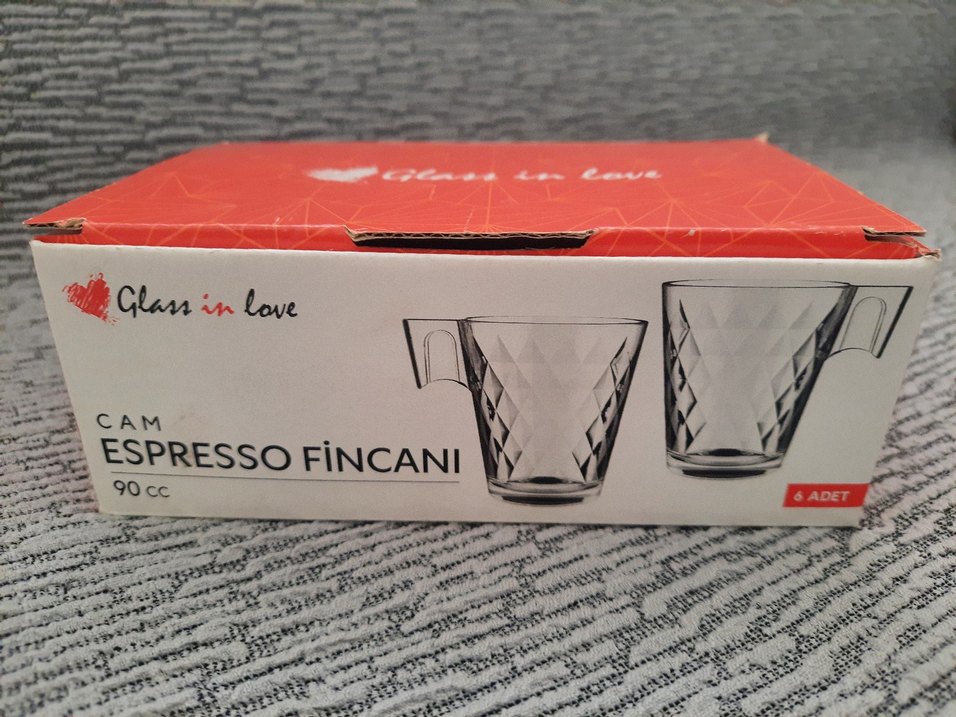 Glass in love
Glass in love
CAM
ESPRESSO FİNCANI
90 CC
6 ADET